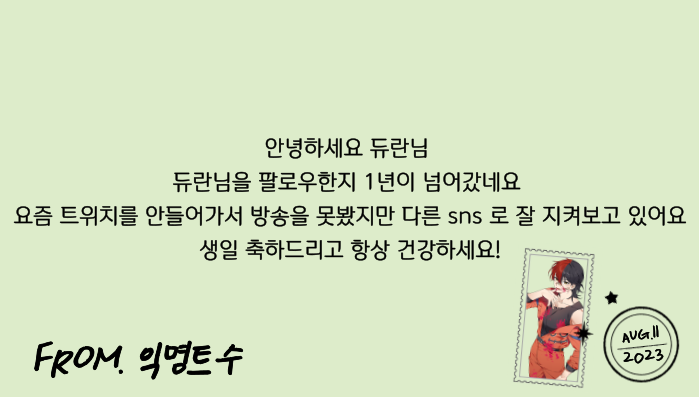 안녕하세요 듀란님
듀란님을 팔로우한지 1년이 넘어갔네요
요즘 트위치를 안들어가서 방송을 못봤지만 다른 sns 로 잘 지켜보고 있어요
생일 축하드리고 항상 건강하세요!
FROM. 익명트수
AUG.11
2023